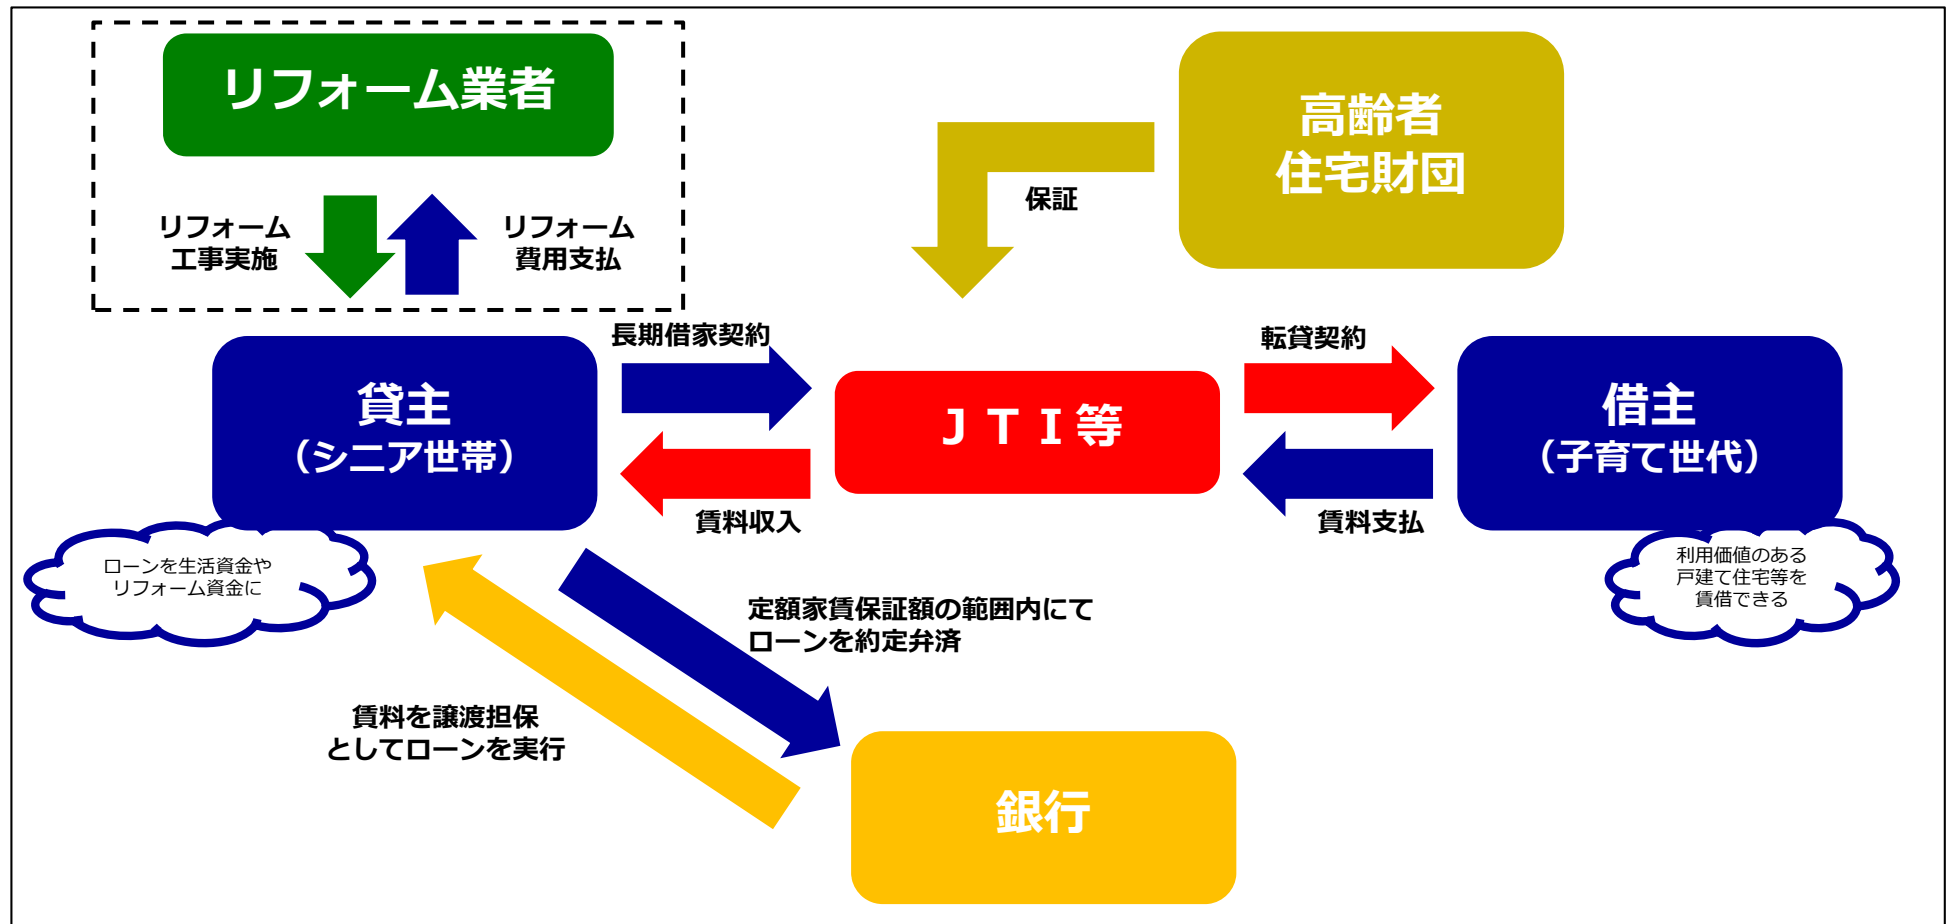 リフォーム業者
高齢者
住宅財団
保証
リフォーム
工事実施
リフォーム
費用支払
長期借家契約
転貸契約
貸主
（シニア世帯）
ＪＴＩ等
借主
（子育て世代）
賃料収入
賃料支払
ローンを生活資金や
リフォーム資金に
利用価値のある
戸建て住宅等を
賃借できる
定額家賃保証額の範囲内にて
ローンを約定弁済
賃料を譲渡担保
としてローンを実行
銀行